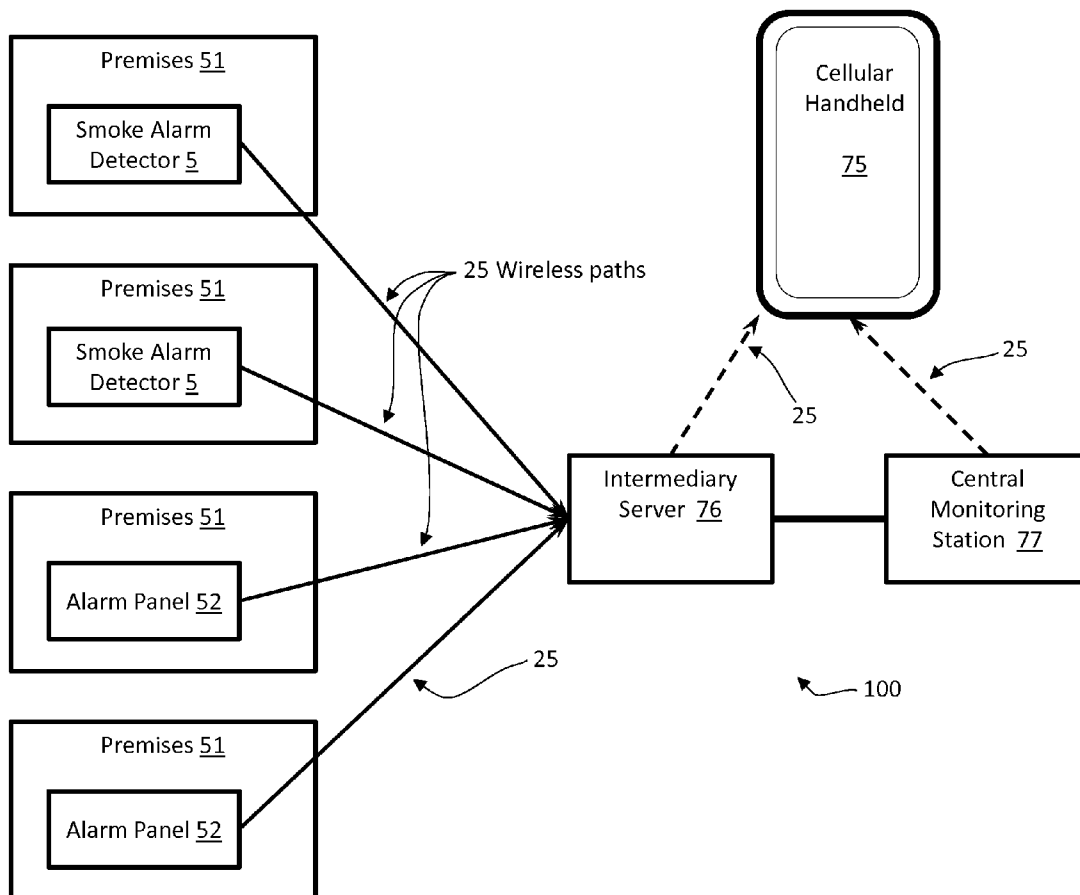 Premises 51
Smoke Alarm
Detector 5
Premises 51
Smoke Alarm
Detector 5
Premises 51
Alarm Panel 52
Premises 51
Alarm Panel 52
25 Wireless paths
25
Cellular
Handheld
75
25
25
Intermediary
Server 76
Central
Monitoring
Station 77
100